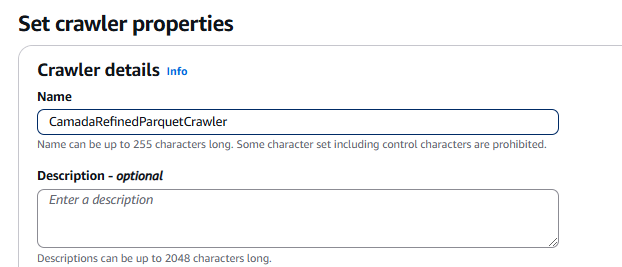 Set crawler properties
Crawler details Info
Name
CamadaRefinedParquetCrawler
Name can be up to 255 characters long. Some character set including control characters are prohibited.
Description - optional
Enter a description
Descriptions can be up to 2048 characters long.